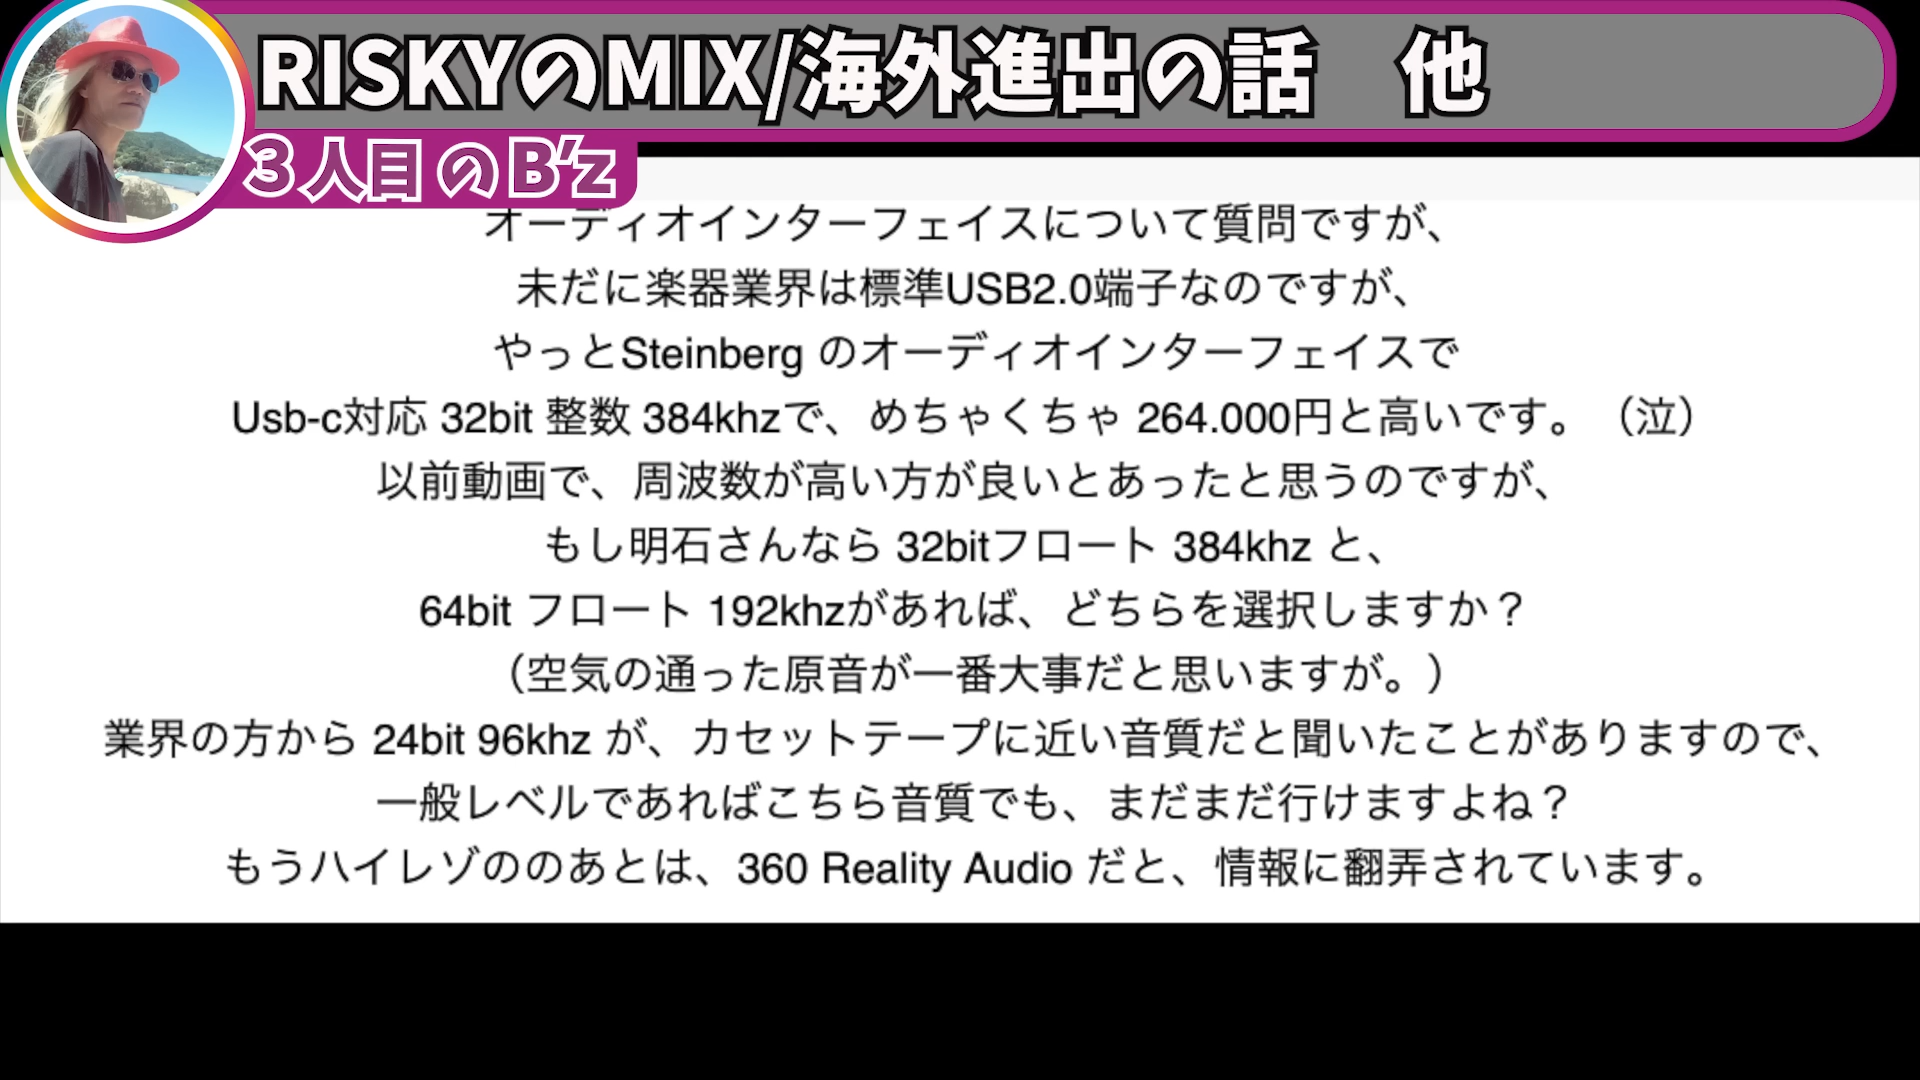 RISKYのMIX/海外進出の話　他
３人目のB'z
オーディオインターフェイスについて質問ですが、
未だに楽器業界は標準USB2.0端子なのですが、
やっとSteinberg のオーディオインターフェイスで
Usb-c対応 32bit 整数 384khzで、めちゃくちゃ 264.000円と高いです。（泣）
以前動画で、周波数が高い方が良いとあったと思うのですが、
もし明石さんなら 32bitフロート 384khz と、
64bit フロート 192khzがあれば、どちらを選択しますか？
（空気の通った原音が一番大事だと思いますが。）
業界の方から 24bit 96khz が、カセットテープに近い音質だと聞いたことがありますので、
一般レベルであればこちら音質でも、まだまだ行けますよね？
もうハイレゾののあとは、360 Reality Audio だと、情報に翻弄されています。